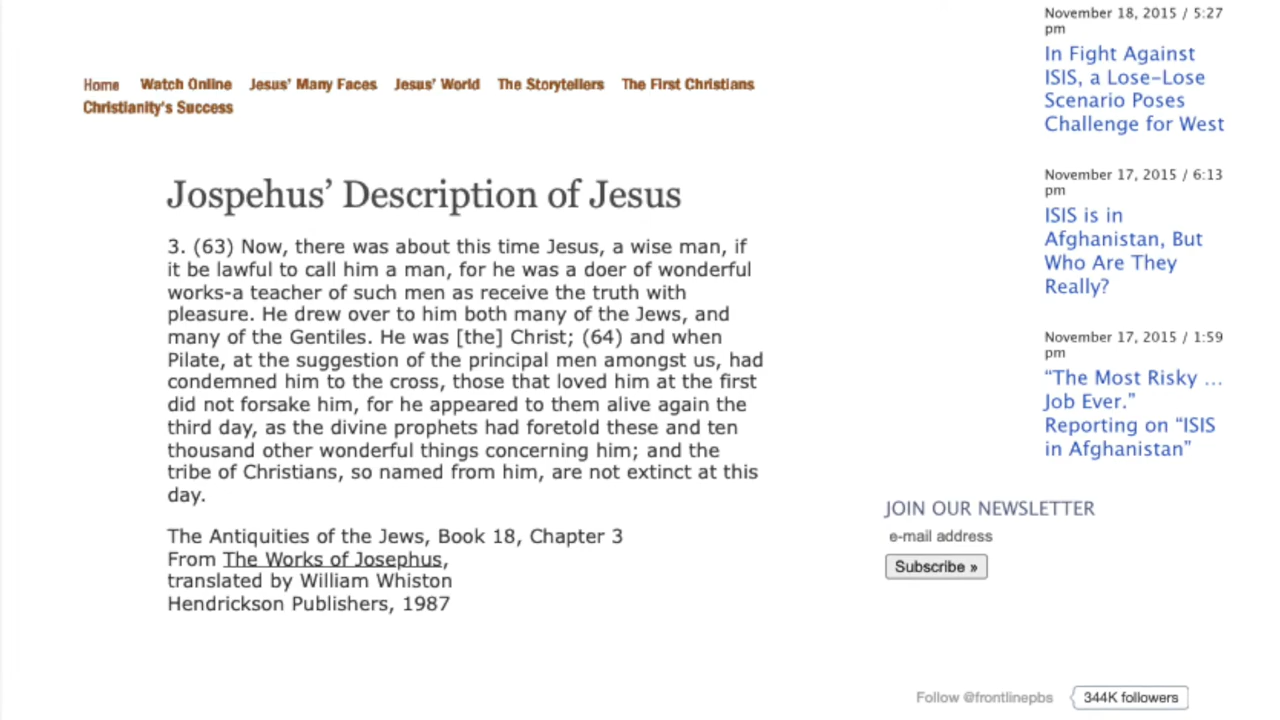 Home Watch Online Jesus' Many Faces Jesus' World The Storytellers The First Christians
Christianity's Success
Jospehus’ Description of Jesus
3. (63) Now, there was about this time Jesus, a wise man, if
it be lawful to call him a man, for he was a doer of wonderful
works-a teacher of such men as receive the truth with
pleasure. He drew over to him both many of the Jews, and
many of the Gentiles. He was [the] Christ; (64) and when
Pilate, at the suggestion of the principal men amongst us, had
condemned him to the cross, those that loved him at the first
did not forsake him, for he appeared to them alive again the
third day, as the divine prophets had foretold these and ten
thousand other wonderful things concerning him; and the
tribe of Christians, so named from him, are not extinct at this
day.
The Antiquities of the Jews, Book 18, Chapter 3
From The Works of Josephus,
translated by William Whiston
Hendrickson Publishers, 1987
November 18, 2015 / 5:27
pm
In Fight Against
ISIS, a Lose-Lose
Scenario Poses
Challenge for West
November 17, 2015 / 6:13
pm
ISIS is in
Afghanistan, But
Who Are They
Really?
November 17, 2015 / 1:59
pm
“The Most Risky …
Job Ever.”
Reporting on “ISIS
in Afghanistan”
JOIN OUR NEWSLETTER
e-mail address
Subscribe »
Follow @frontlinepbs 344K followers